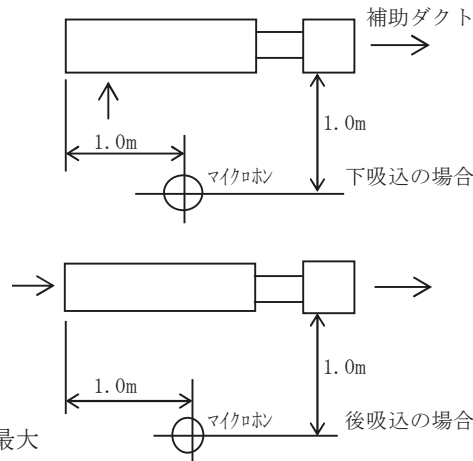 補助ダクト
1.0m
1.0m
マイクロホン
下吸込の場合
1.0m
1.0m
マイクロホン
後吸込の場合
最大